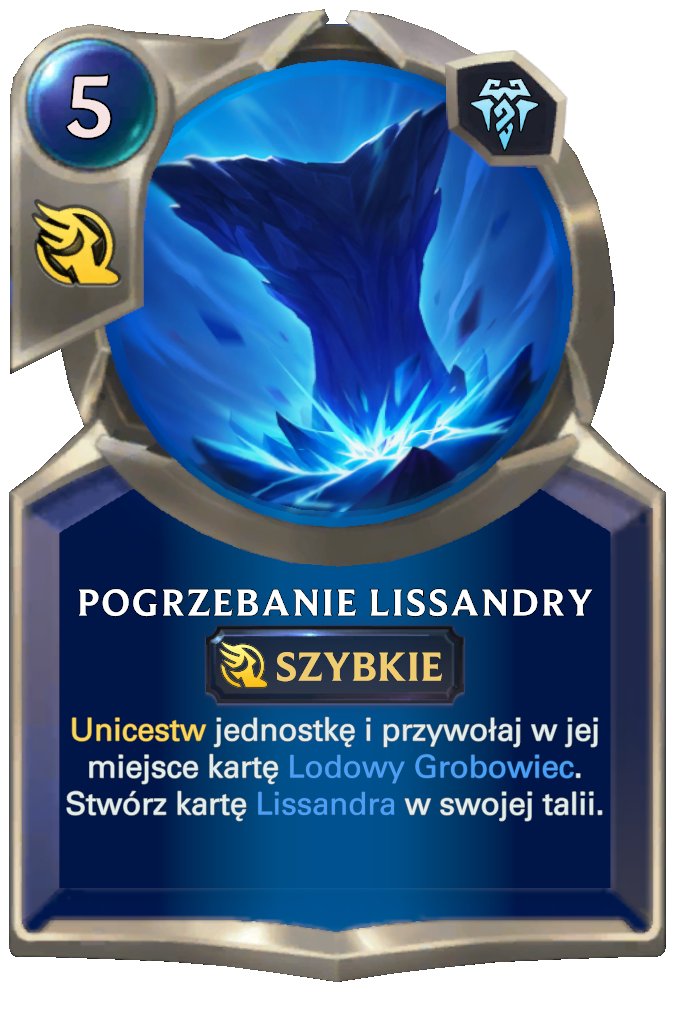 5
POGRZEBANIE LISSANDRY
SZYBKIE
Unicestw jednostkę i przywołaj w jej
miejsce kartę Lodowy Grobowiec.
Stwórz kartę Lissandra w swojej talii.